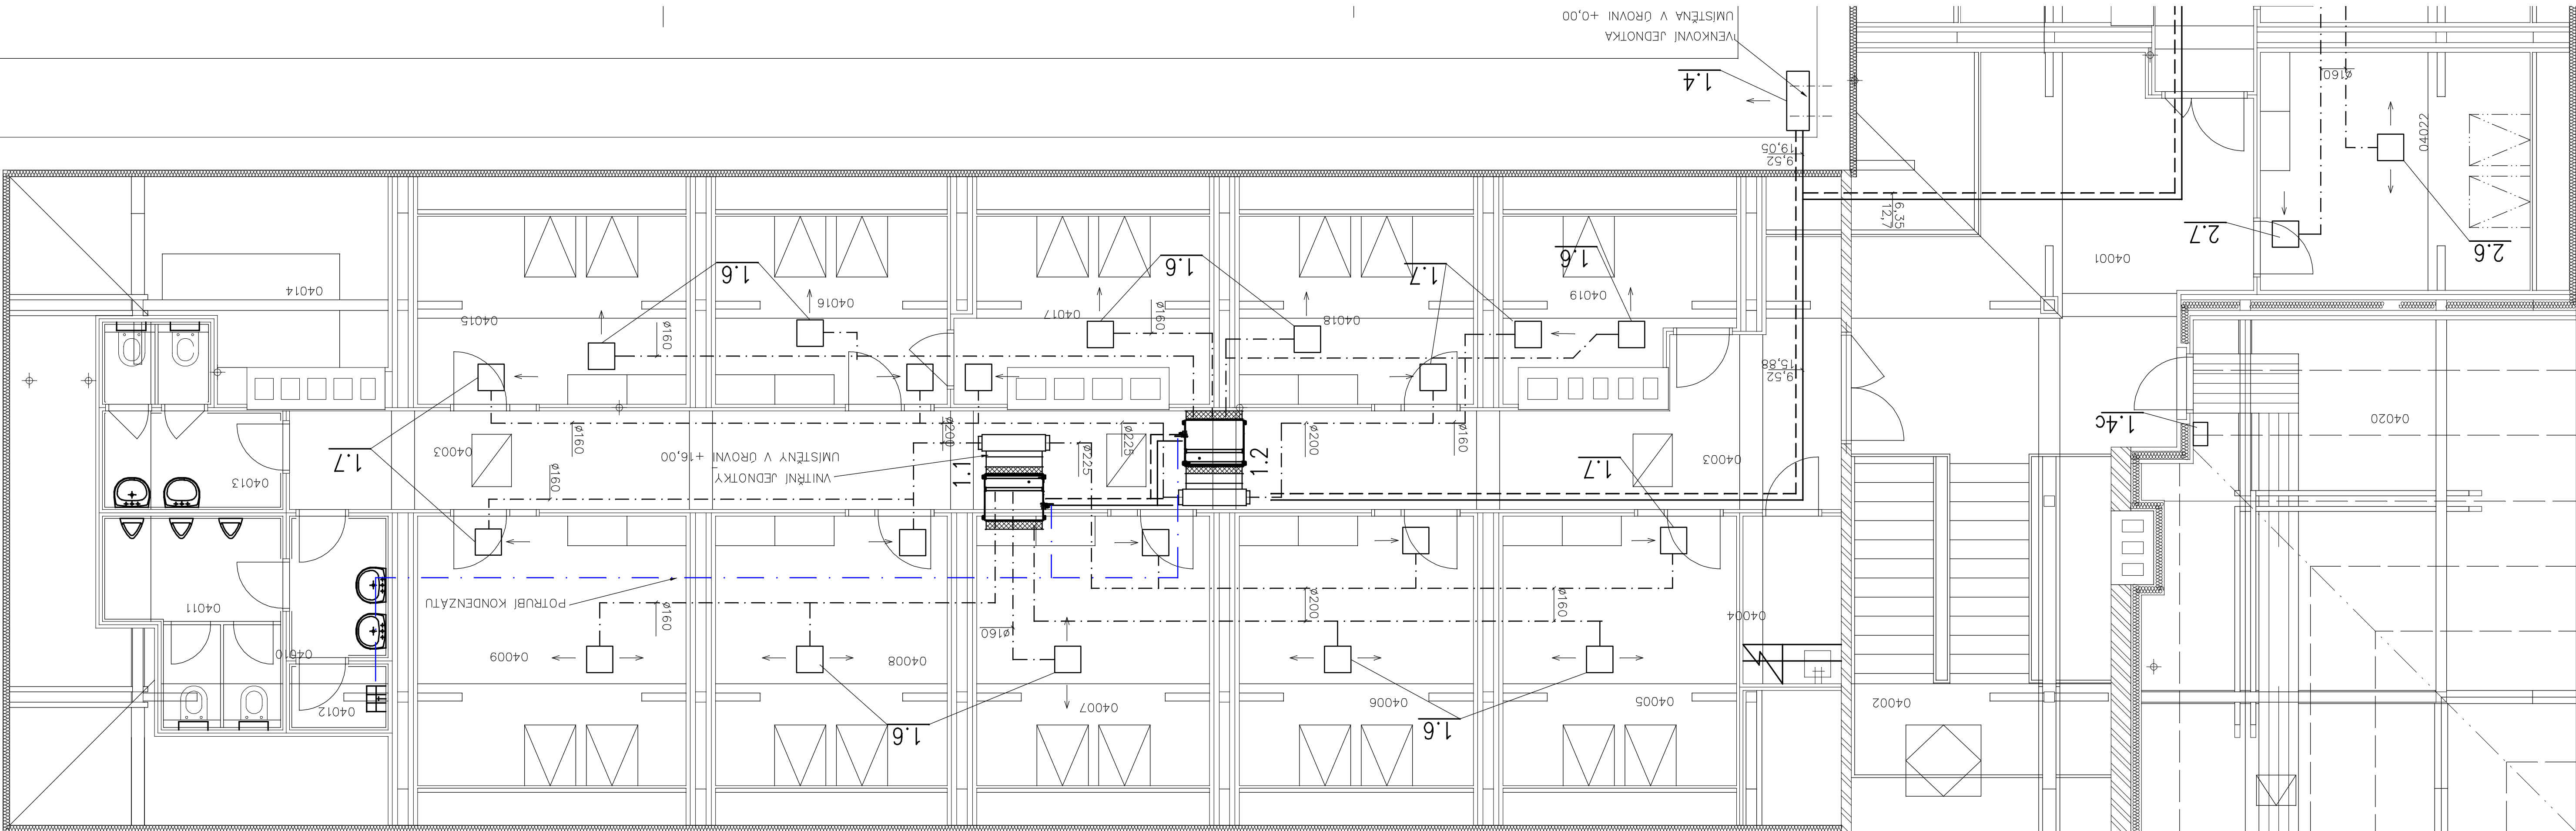 UMÍSTĚNA V ÚROVNI +0,00
VENKOVNÍ JEDNOTKA
1.4
ø160
04022
19,05
9,52
6,35
12,7
2.7
2.6
04001
04014
1.6
1.6
1.7
1.6
04015
04016
04017
04018
04019
ø160
ø160
15,88
9,52
1.4c
04020
1.7
04003
ø160
ø200
ø225
ø200
ø160
UMÍSTĚNY V ÚROVNI +16,00
VNITŘNÍ JEDNOTKY
1.1
ø225
1.2
1.7
04003
04013
ø160
POTRUBÍ KONDENZÁTU
04011
ø160
ø160
ø200
ø160
04004
04010
04009
04008
04012
04007
04006
04005
04002
1.6
1.6